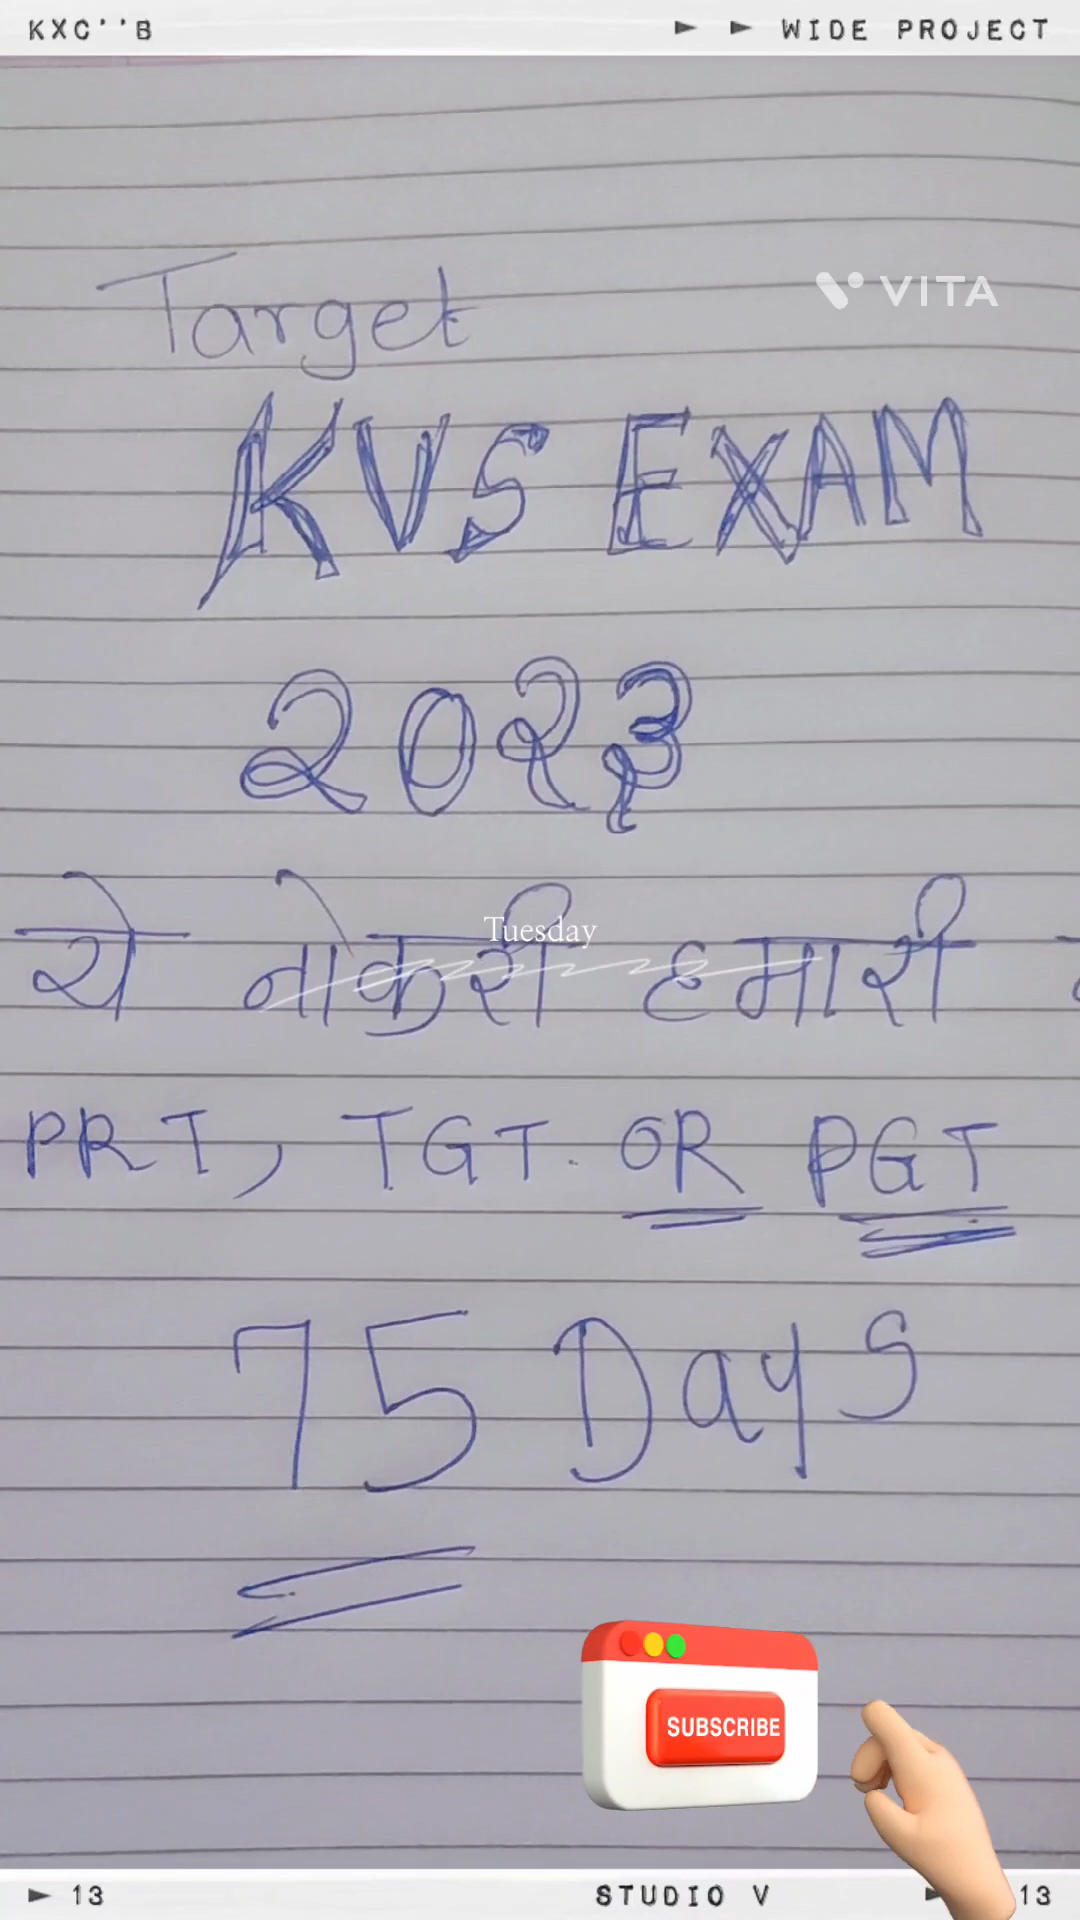 KXC''B ► ► WIDE PROJECT
VITA
Target
KVS EXAM
२०२३
ये नोकरी हमारी
Tuesday
PRT, TGT. OR PGT
75 Days
SUBSCRIBE
► 13 STUDIO V ► 13